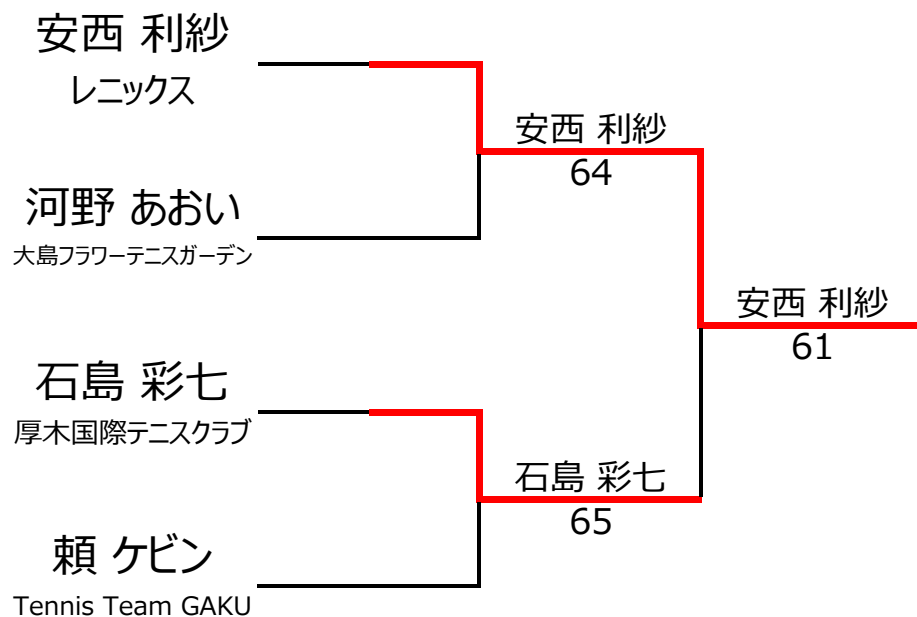 安西 利紗
レニックス
安西 利紗
64
河野 あおい
大島フラワーテニスガーデン
安西 利紗
61
石島 彩七
厚木国際テニスクラブ
石島 彩七
65
頼 ケビン
Tennis Team GAKU